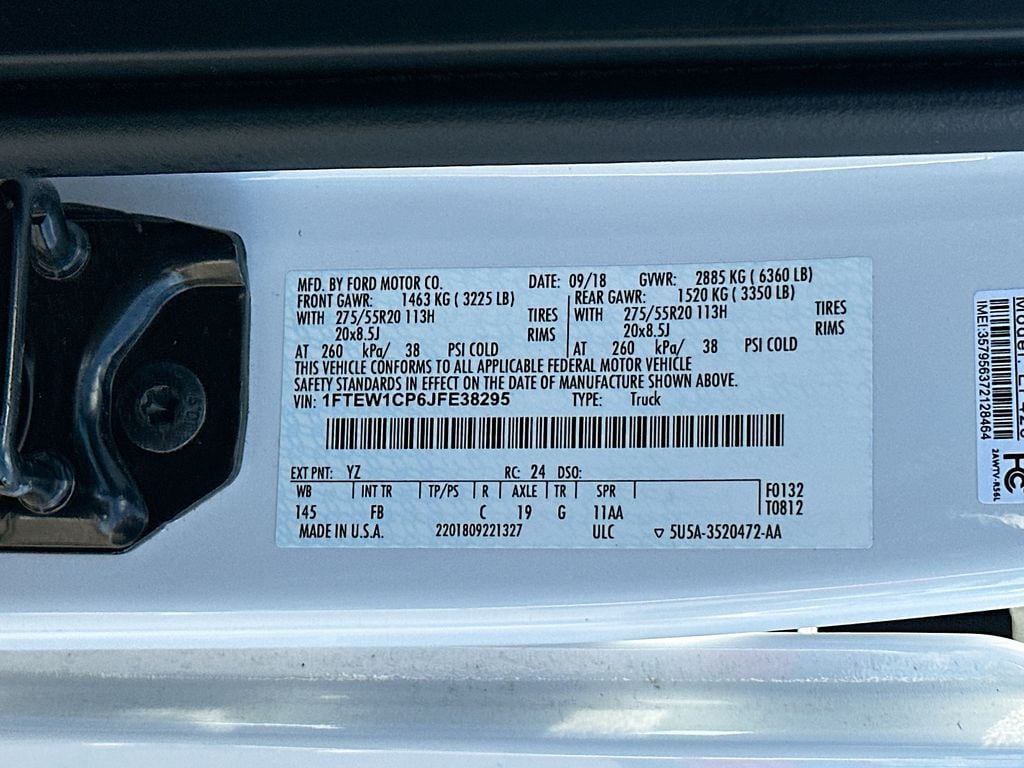 MFD. BY FORD MOTOR CO. DATE: 09/18 GVWR: 2885 KG ( 6360 LB)
FRONT GAWR: 1463 KG ( 3225 LB) REAR GAWR: 1520 KG ( 3350 LB)
WITH 275/55R20 113H TIRES WITH 275/55R20 113H TIRES
20x8.5J RIMS 20x8.5J RIMS
AT 260 kPa/ 38 PSI COLD AT 260 kPa/ 38 PSI COLD
THIS VEHICLE CONFORMS TO ALL APPLICABLE FEDERAL MOTOR VEHICLE
SAFETY STANDARDS IN EFFECT ON THE DATE OF MANUFACTURE SHOWN ABOVE.
VIN: 1FTEW1CP6JFE38295 TYPE: Truck
EXT PNT: YZ RC: 24 DSO:
WB INT TR TP/PS R AXLE TR SPR F0132
145 FB C 19 G 11AA T0812
MADE IN U.S.A. 2201809221327 ULC ▽ 5U5A-3520472-AA
IMEI:357956372128464
FC
2AWTV-R56L